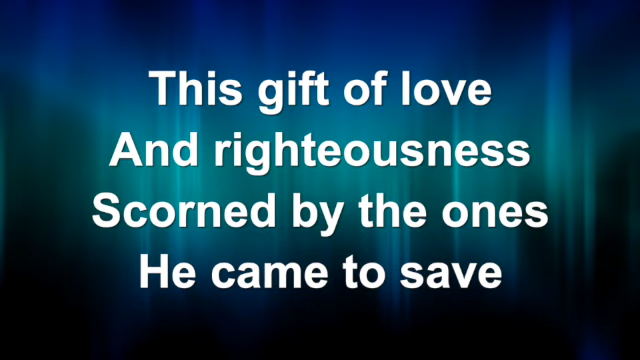 This gift of love
And righteousness
Scorned by the ones
He came to save